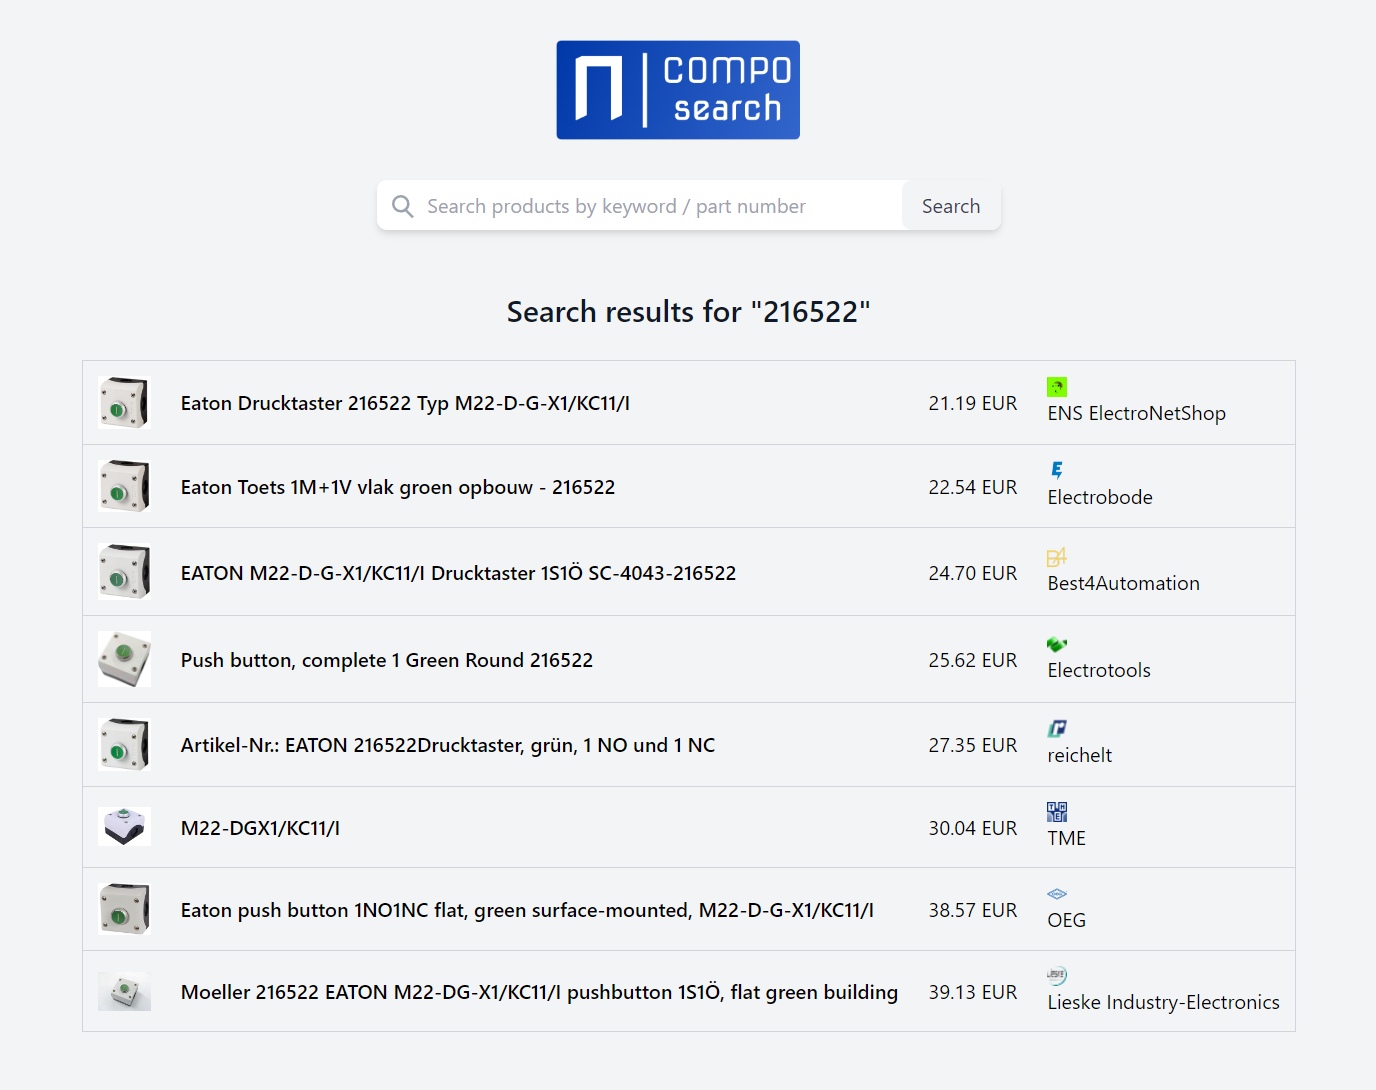 COMPO
search
Search products by keyword / part number
Search
Search results for "216522"
Eaton Drucktaster 216522 Typ M22-D-G-X1/KC11/I
21.19 EUR
ENS ElectroNetShop
Eaton Toets 1M+1V vlak groen opbouw - 216522
22.54 EUR
Electrobode
EATON M22-D-G-X1/KC11/I Drucktaster 1S1Ö SC-4043-216522
24.70 EUR
Best4Automation
Push button, complete 1 Green Round 216522
25.62 EUR
Electrotools
Artikel-Nr.: EATON 216522Drucktaster, grün, 1 NO und 1 NC
27.35 EUR
reichelt
M22-DGX1/KC11/I
30.04 EUR
TME
Eaton push button 1NO1NC flat, green surface-mounted, M22-D-G-X1/KC11/I
38.57 EUR
OEG
Moeller 216522 EATON M22-DG-X1/KC11/I pushbutton 1S1Ö, flat green building
39.13 EUR
Lieske Industry-Electronics